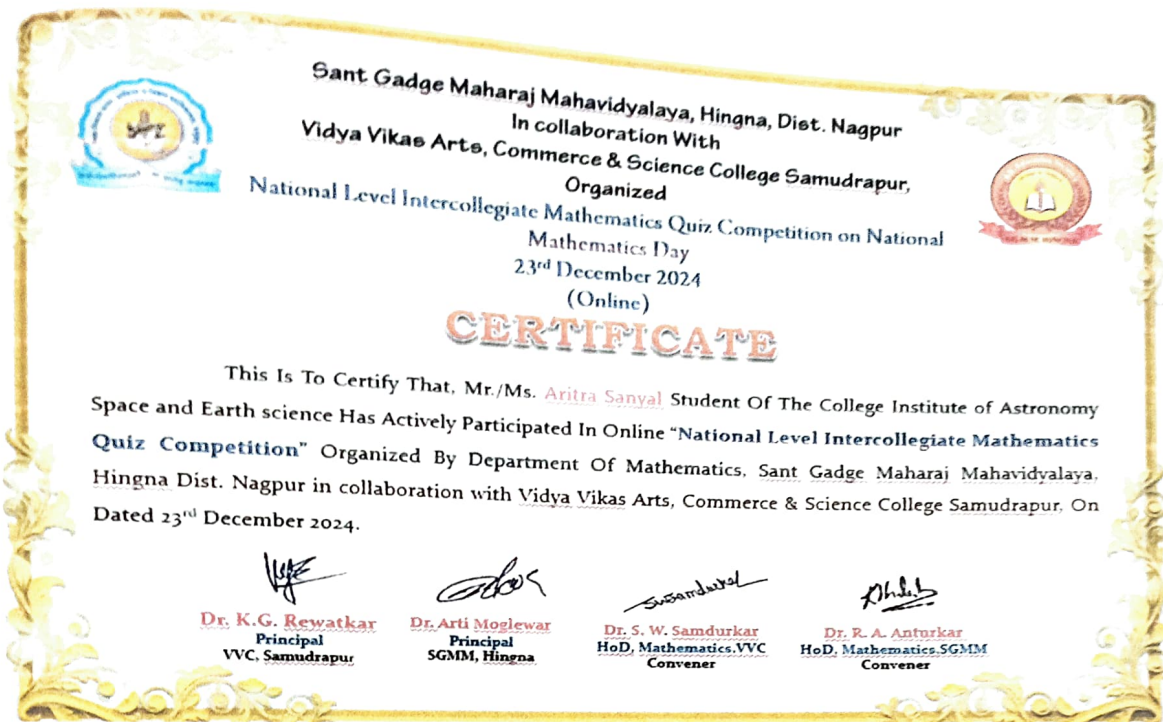 Sant Gadge Maharaj Mahavidyalaya, Hingna, Dist. Nagpur
In collaboration With
Vidya Vikas Arts, Commerce & Science College Samudrapur,
Organized
National Level Intercollegiate Mathematics Quiz Competition on National
Mathematics Day
23rd December 2024
(Online)
CERTIFICATE
This Is To Certify That, Mr./Ms. Aritra Sanyal Student Of The College Institute of Astronomy
Space and Earth science Has Actively Participated In Online “National Level Intercollegiate Mathematics
Quiz Competition” Organized By Department Of Mathematics, Sant Gadge Maharaj Mahavidyalaya,
Hingna Dist. Nagpur in collaboration with Vidya Vikas Arts, Commerce & Science College Samudrapur, On
Dated 23rd December 2024.
Dr. K.G. Rewatkar
Principal
VVC, Samudrapur
Dr. Arti Moglewar
Principal
SGMM, Hingna
Dr. S. W. Samdurkar
HoD, Mathematics.VVC
Convener
Dr. R. A. Anturkar
HoD, Mathematics.SGMM
Convener